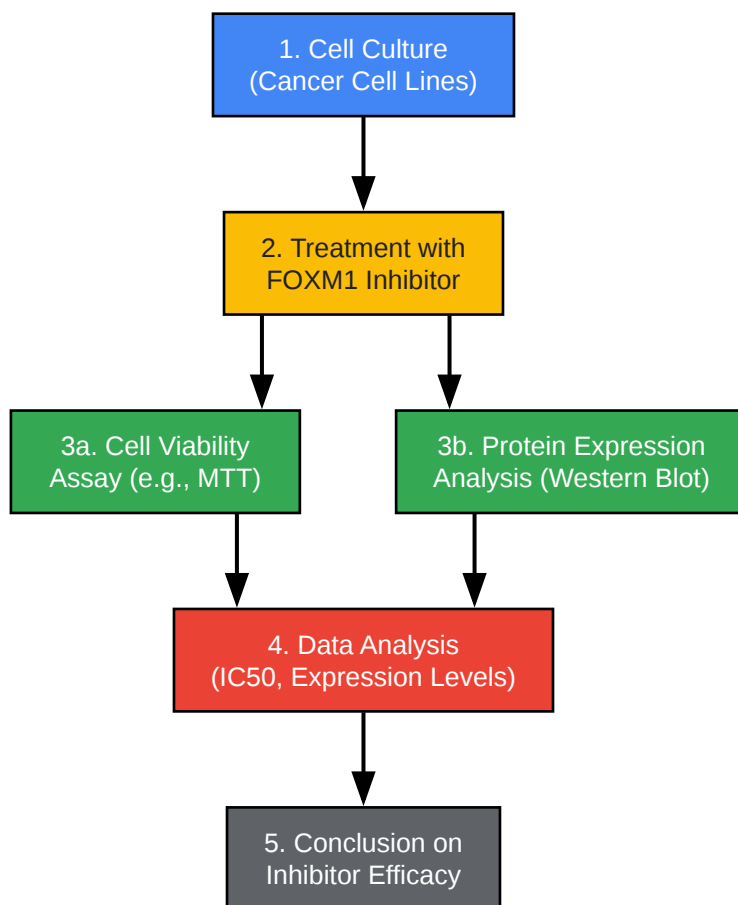 1. Cell Culture
(Cancer Cell Lines)
2. Treatment with
FOXM1 Inhibitor
3a. Cell Viability
Assay (e.g., MTT)
3b. Protein Expression
Analysis (Western Blot)
4. Data Analysis
(IC50, Expression Levels)
5. Conclusion on
Inhibitor Efficacy